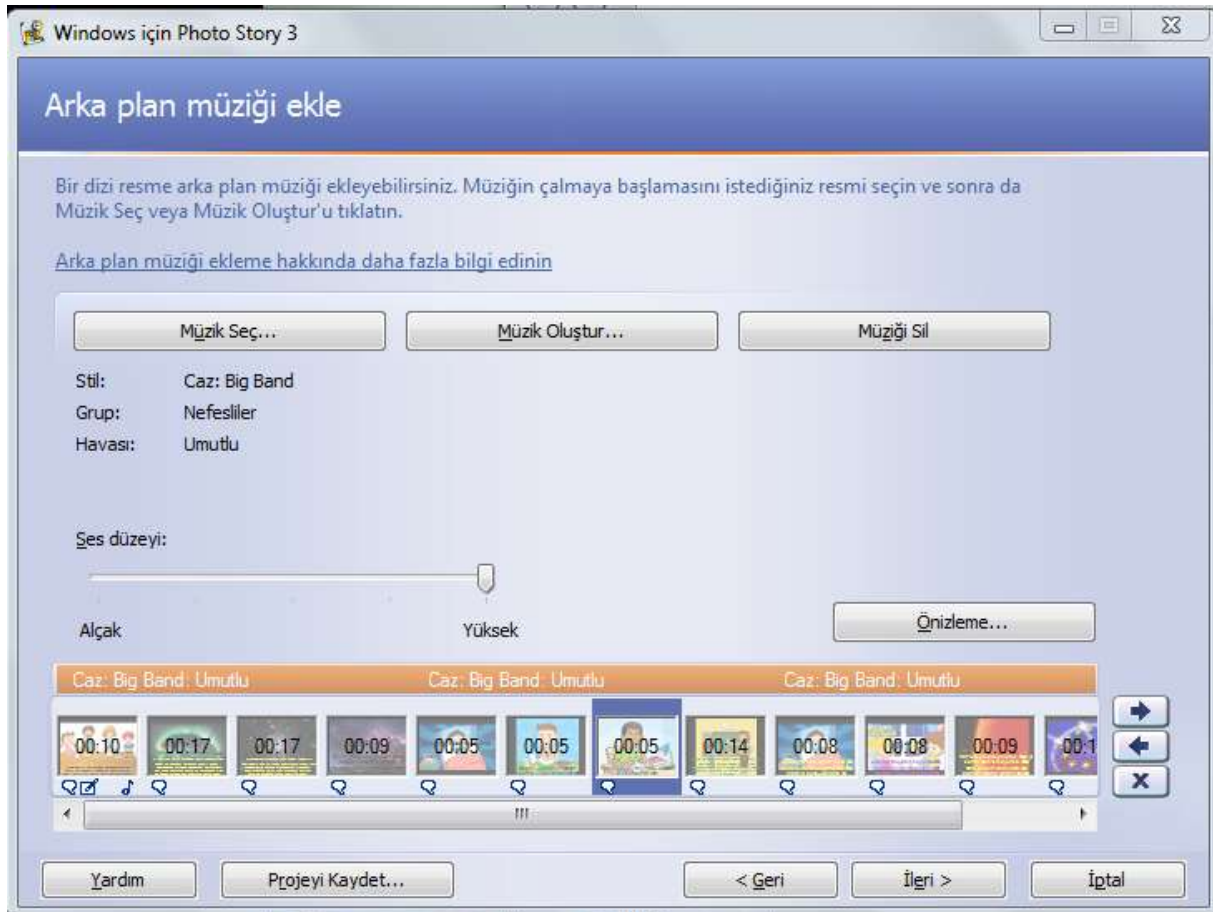 Windows için Photo Story 3
Arka plan müziği ekle
Bir dizi resme arka plan müziği ekleyebilirsiniz. Müziğin çalmaya başlamasını istediğiniz resmi seçin ve sonra da
Müzik Seç veya Müzik Oluştur'u tıklatın.
Arka plan müziği ekleme hakkında daha fazla bilgi edinin
Müzik Seç...
Müzik Oluştur...
Müziği Sil
Stil: Caz: Big Band
Grup: Nefesliler
Havası: Umutlu
Ses düzeyi:
Alçak Yüksek
Önizleme...
Caz: Big Band: Umutlu Caz: Big Band: Umutlu Caz: Big Band: Umutlu
00:10 00:17 00:17 00:09 00:05 00:05 00:05 00:14 00:08 00:08 00:09 00:1
Yardım Projeyi Kaydet... < Geri İleri > İptal